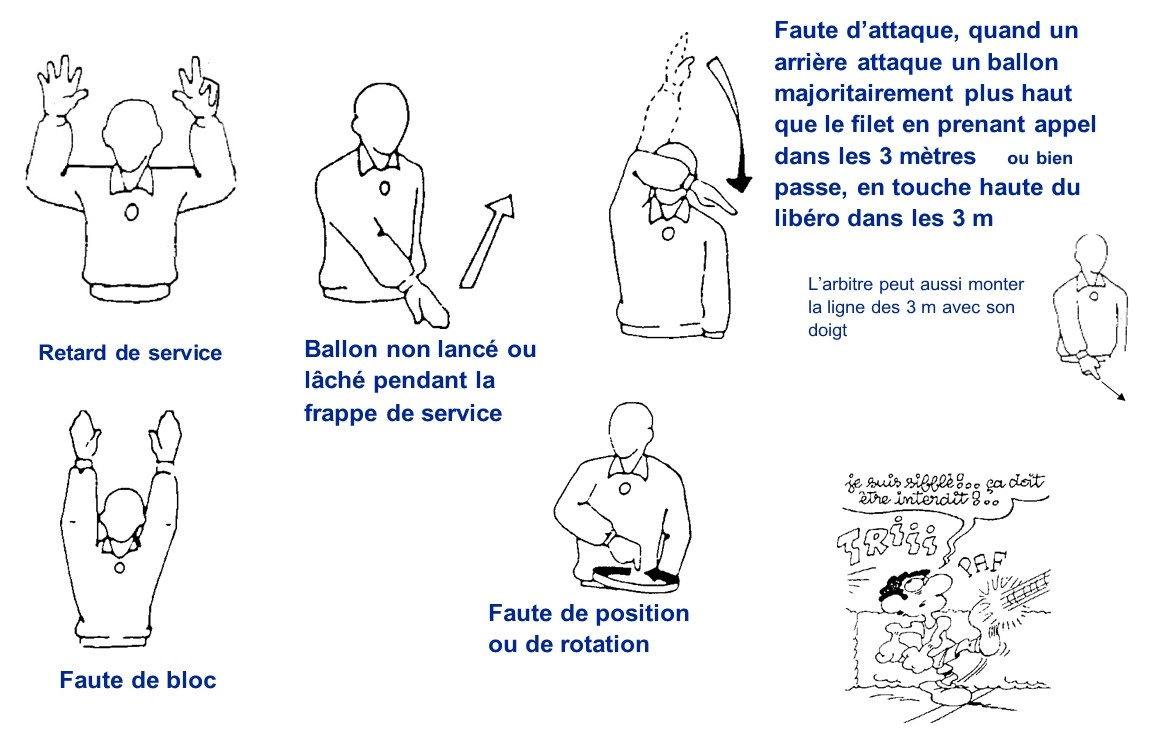 Retard de service
Ballon non lancé ou
lâché pendant la
frappe de service
Faute d’attaque, quand un
arrière attaque un ballon
majoritairement plus haut
que le filet en prenant appel
dans les 3 mètres ou bien
passe, en touche haute du
libéro dans les 3 m
L’arbitre peut aussi monter
la ligne des 3 m avec son
doigt
Faute de bloc
Faute de position
ou de rotation
je suis sifflé!... ça doit
être interdit!...
TRiiii
PAF